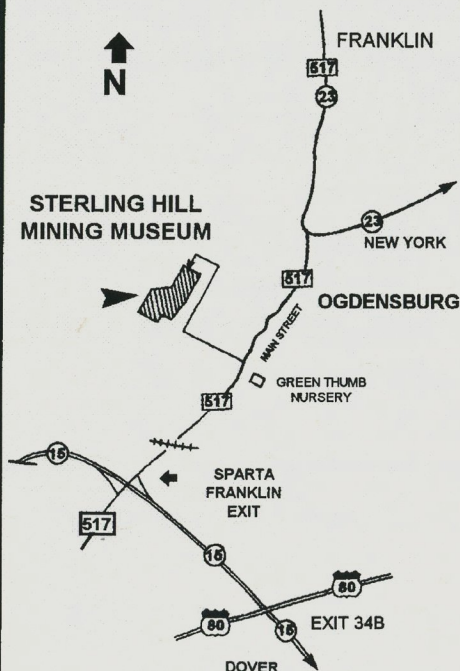 FRANKLIN
517
23
N
STERLING HILL
MINING MUSEUM
23
NEW YORK
517
OGDENSBURG
MAIN STREET
GREEN THUMB
NURSERY
517
15
SPARTA
FRANKLIN
EXIT
517
15
80
80
EXIT 34B
15
DOVER